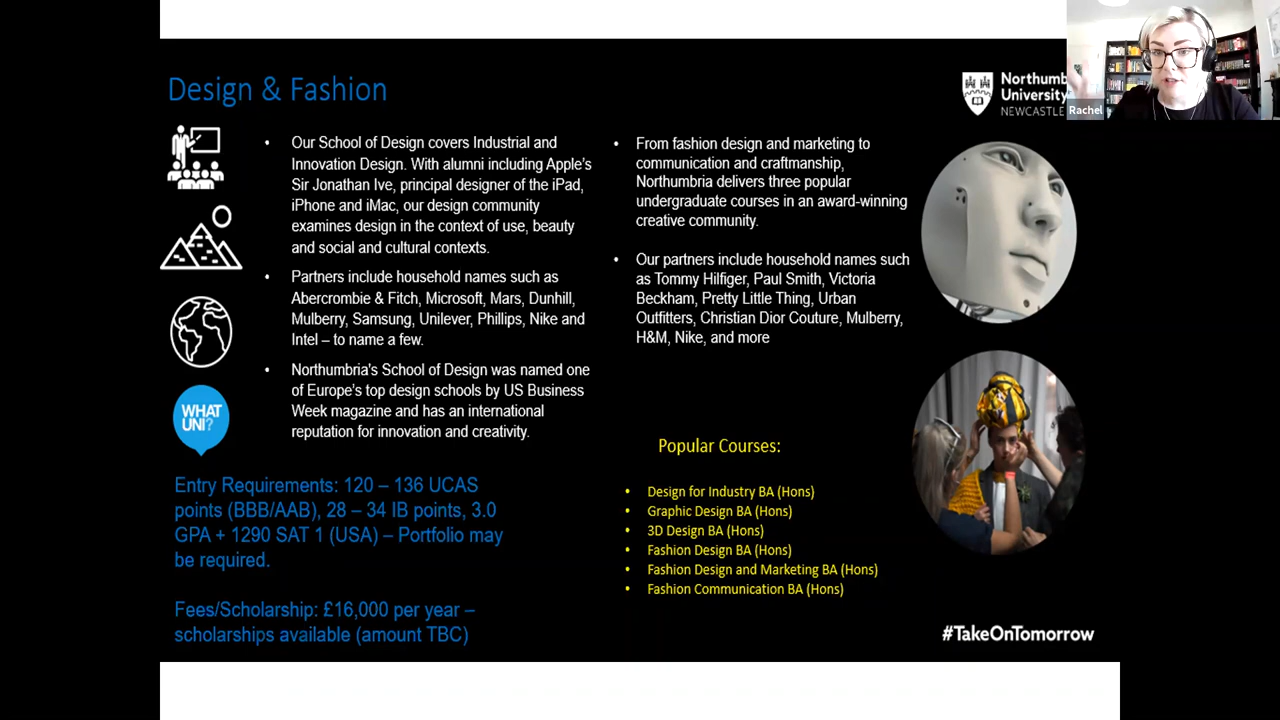 Design & Fashion
Northumb
University
NEWCASTLE
Rachel
• Our School of Design covers Industrial and
Innovation Design. With alumni including Apple's
Sir Jonathan Ive, principal designer of the iPad,
iPhone and iMac, our design community
examines design in the context of use, beauty
and social and cultural contexts.
• Partners include household names such as
Abercrombie & Fitch, Microsoft, Mars, Dunhill,
Mulberry, Samsung, Unilever, Phillips, Nike and
Intel – to name a few.
• Northumbria's School of Design was named one
of Europe's top design schools by US Business
Week magazine and has an international
reputation for innovation and creativity.
WHAT
UNI?
Entry Requirements: 120 – 136 UCAS
points (BBB/AAB), 28 – 34 IB points, 3.0
GPA + 1290 SAT 1 (USA) – Portfolio may
be required.
Fees/Scholarship: £16,000 per year –
scholarships available (amount TBC)
• From fashion design and marketing to
communication and craftmanship,
Northumbria delivers three popular
undergraduate courses in an award-winning
creative community.
• Our partners include household names such
as Tommy Hilfiger, Paul Smith, Victoria
Beckham, Pretty Little Thing, Urban
Outfitters, Christian Dior Couture, Mulberry,
H&M, Nike, and more
Popular Courses:
• Design for Industry BA (Hons)
• Graphic Design BA (Hons)
• 3D Design BA (Hons)
• Fashion Design BA (Hons)
• Fashion Design and Marketing BA (Hons)
• Fashion Communication BA (Hons)
#TakeOnTomorrow